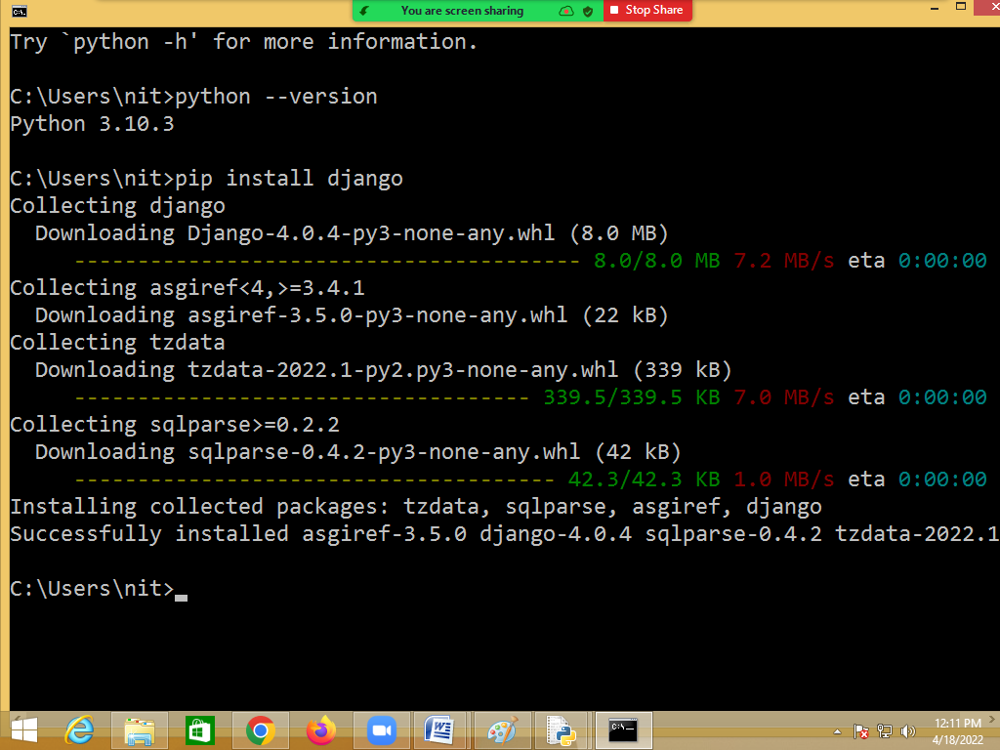 You are screen sharing Stop Share
Try `python -h' for more information.
C:\Users\nit>python --version
Python 3.10.3
C:\Users\nit>pip install django
Collecting django
Downloading Django-4.0.4-py3-none-any.whl (8.0 MB)
---------------------------------------- 8.0/8.0 MB 7.2 MB/s eta 0:00:00
Collecting asgiref<4,>=3.4.1
Downloading asgiref-3.5.0-py3-none-any.whl (22 kB)
Collecting tzdata
Downloading tzdata-2022.1-py2.py3-none-any.whl (339 kB)
------------------------------------ 339.5/339.5 KB 7.0 MB/s eta 0:00:00
Collecting sqlparse>=0.2.2
Downloading sqlparse-0.4.2-py3-none-any.whl (42 kB)
-------------------------------------- 42.3/42.3 KB 1.0 MB/s eta 0:00:00
Installing collected packages: tzdata, sqlparse, asgiref, django
Successfully installed asgiref-3.5.0 django-4.0.4 sqlparse-0.4.2 tzdata-2022.1
C:\Users\nit>_
12:11 PM
4/18/2022